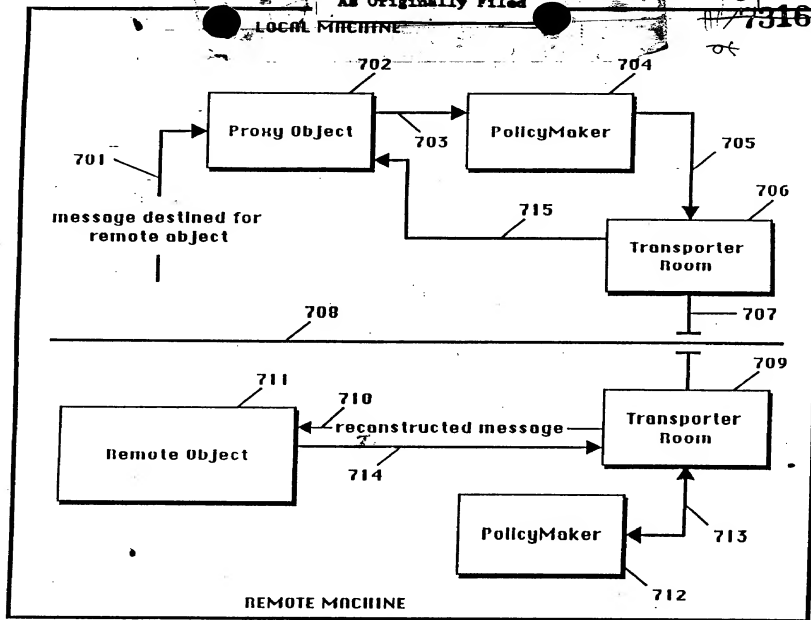 As Originally Filed
LOCAL MACHINE
7316
702
704
Proxy Object
703
PolicyMaker
701
705
message destined for
remote object
715
706
Transporter
Room
708
707
709
711
710
reconstructed message
Transporter
Room
Remote Object
714
PolicyMaker
713
712
REMOTE MACHINE